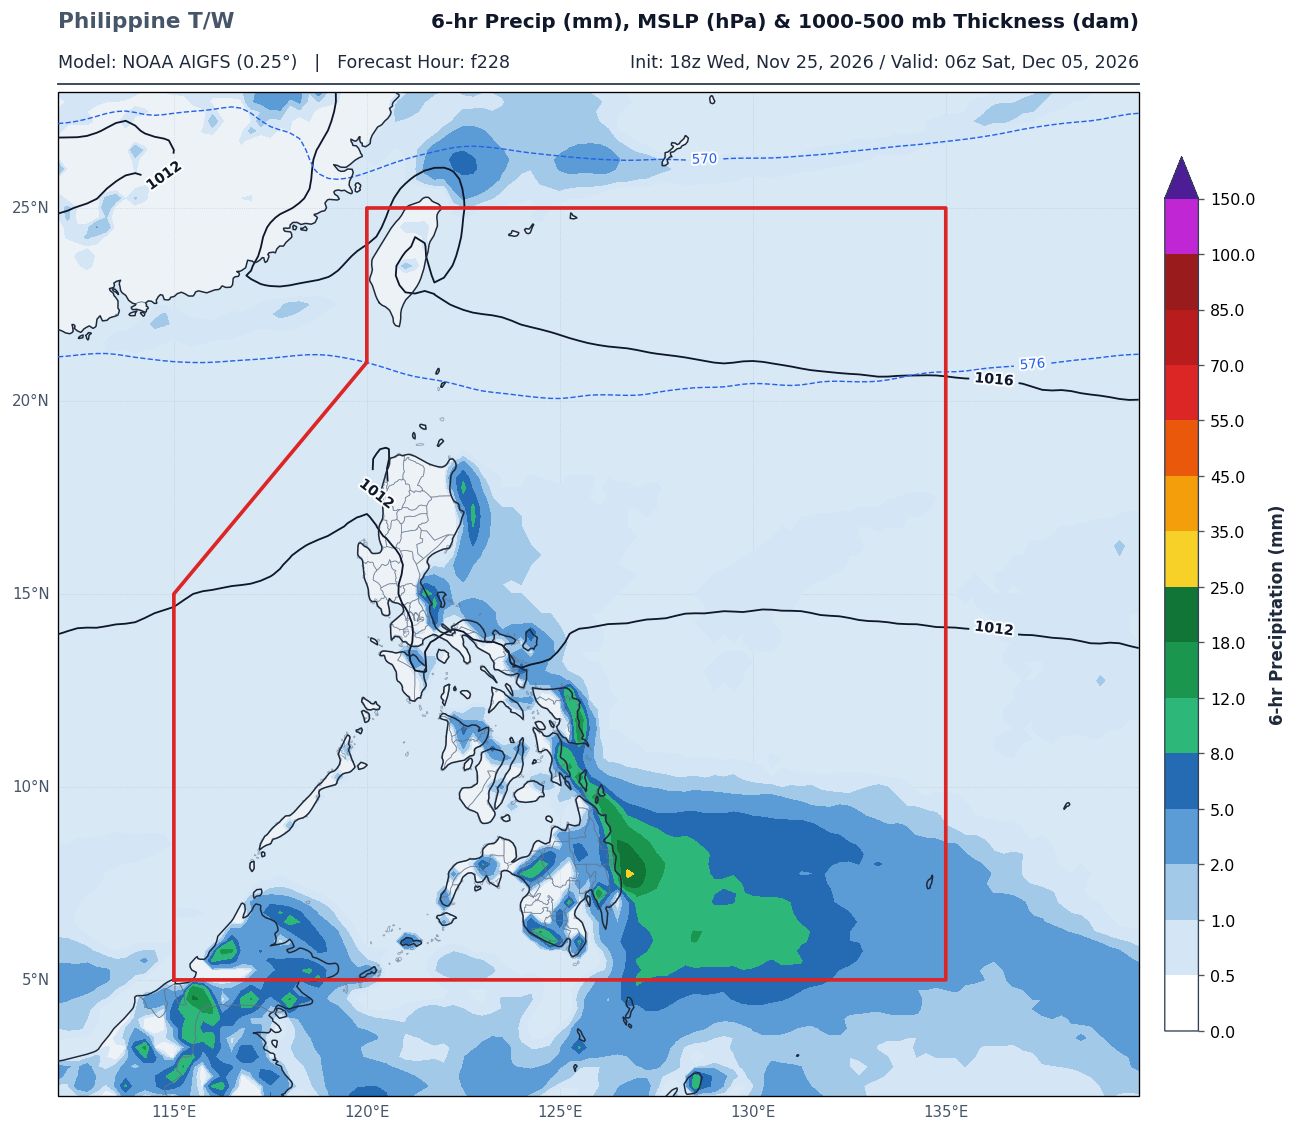 Philippine T/W
6-hr Precip (mm), MSLP (hPa) & 1000-500 mb Thickness (dam)
Model: NOAA AIGFS (0.25°) | Forecast Hour: f228
Init: 18z Wed, Nov 25, 2026 / Valid: 06z Sat, Dec 05, 2026
570
1012
25°N
576
1016
20°N
1012
15°N
1012
10°N
5°N
115°E
120°E
125°E
130°E
135°E
150.0
100.0
85.0
70.0
55.0
45.0
35.0
25.0
18.0
12.0
8.0
5.0
2.0
1.0
0.5
0.0
6-hr Precipitation (mm)